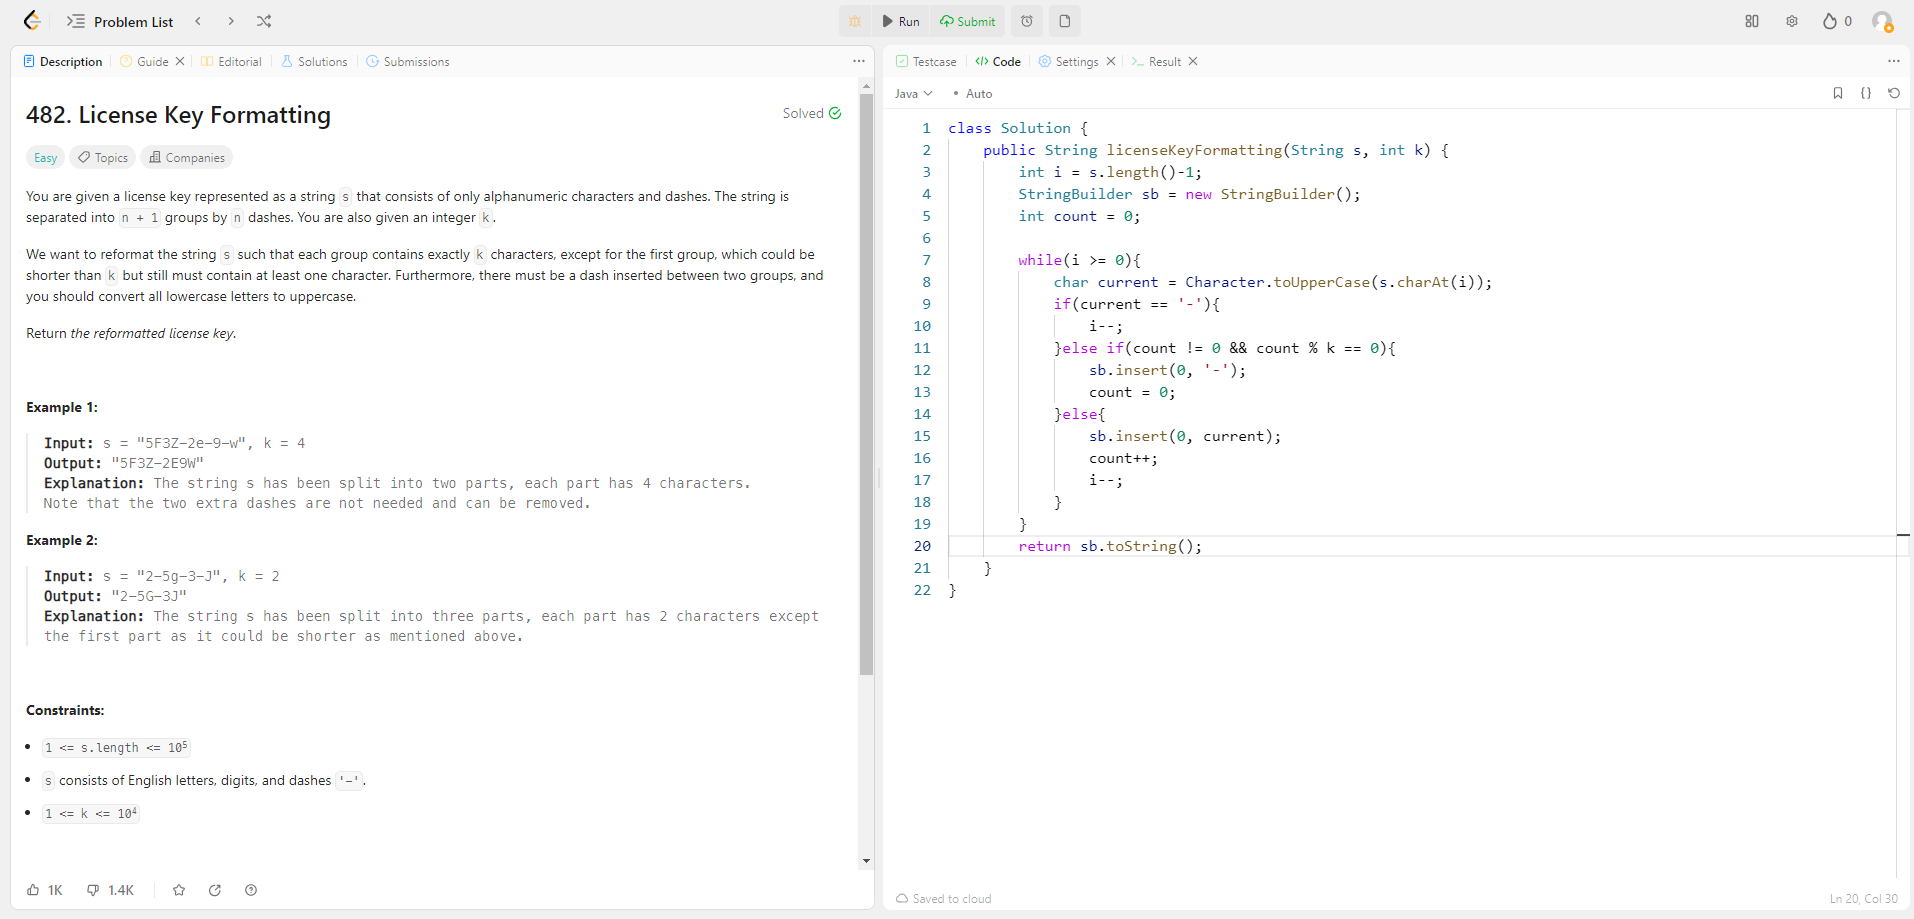 Problem List
Run
Submit
0
Description
Guide
Editorial
Solutions
Submissions
482. License Key Formatting
Solved
Easy
Topics
Companies
You are given a license key represented as a string s that consists of only alphanumeric characters and dashes. The string is
separated into n + 1 groups by n dashes. You are also given an integer k.
We want to reformat the string s such that each group contains exactly k characters, except for the first group, which could be
shorter than k but still must contain at least one character. Furthermore, there must be a dash inserted between two groups, and
you should convert all lowercase letters to uppercase.
Return the reformatted license key.
Example 1:
Input: s = "5F3Z-2e-9-w", k = 4
Output: "5F3Z-2E9W"
Explanation: The string s has been split into two parts, each part has 4 characters.
Note that the two extra dashes are not needed and can be removed.
Example 2:
Input: s = "2-5g-3-J", k = 2
Output: "2-5G-3J"
Explanation: The string s has been split into three parts, each part has 2 characters except
the first part as it could be shorter as mentioned above.
Constraints:
1 <= s.length <= 10⁵
s consists of English letters, digits, and dashes '-'.
1 <= k <= 10⁴
1K
1.4K
Testcase
Code
Settings
Result
Java
Auto
1 class Solution {
2     public String licenseKeyFormatting(String s, int k) {
3         int i = s.length()-1;
4         StringBuilder sb = new StringBuilder();
5         int count = 0;
6
7         while(i >= 0){
8             char current = Character.toUpperCase(s.charAt(i));
9             if(current == '-'){
10                 i--;
11             }else if(count != 0 && count % k == 0){
12                 sb.insert(0, '-');
13                 count = 0;
14             }else{
15                 sb.insert(0, current);
16                 count++;
17                 i--;
18             }
19         }
20         return sb.toString();
21     }
22 }
Saved to cloud
Ln 20, Col 30